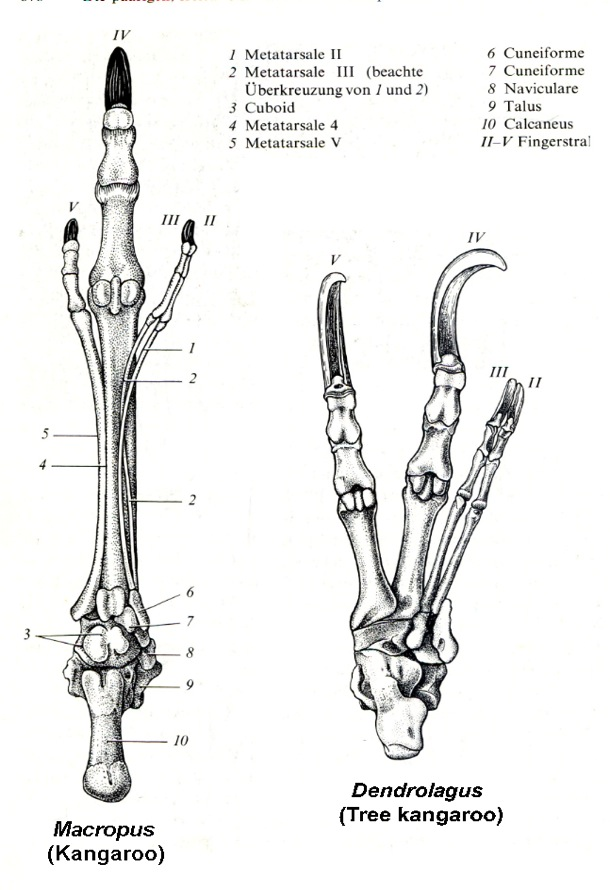 IV
1 Metatarsale II
2 Metatarsale III (beachte
Überkreuzung von 1 und 2)
3 Cuboid
4 Metatarsale 4
5 Metatarsale V
6 Cuneiforme
7 Cuneiforme
8 Naviculare
9 Talus
10 Calcaneus
II–V Fingerstral
V
III II
1
2
5
4
2
6
7
3
8
9
10
V
IV
III II
Macropus
(Kangaroo)
Dendrolagus
(Tree kangaroo)